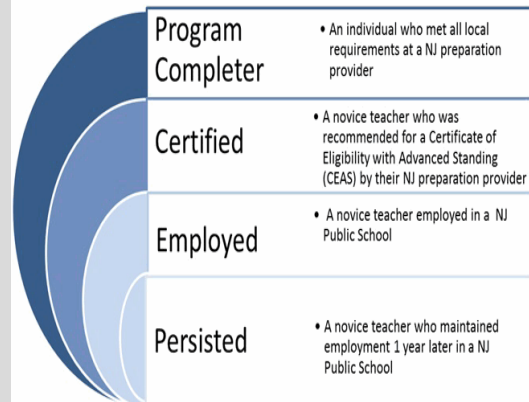 Program
Completer
• An individual who met all local
requirements at a NJ preparation
provider
Certified
• A novice teacher who was
recommended for a Certificate of
Eligibility with Advanced Standing
(CEAS) by their NJ preparation provider
Employed
• A novice teacher employed in a NJ
Public School
Persisted
• A novice teacher who maintained
employment 1 year later in a NJ
Public School